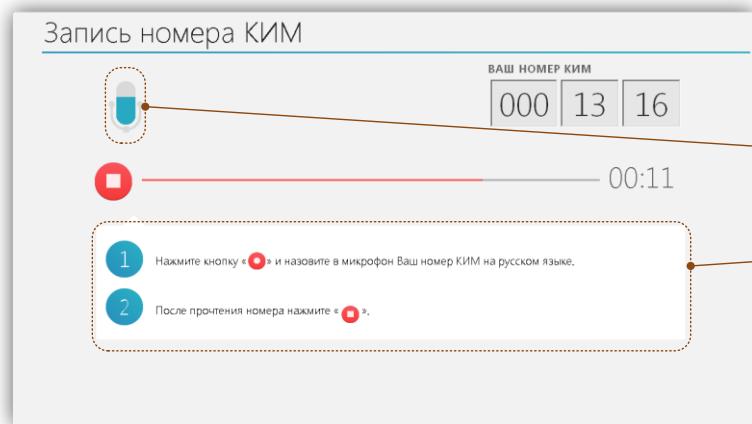 Запись номера КИМ
ВАШ НОМЕР КИМ
000 13 16
00:11
1 Нажмите кнопку « » и назовите в микрофон Ваш номер КИМ на русском языке.
2 После прочтения номера нажмите « ».